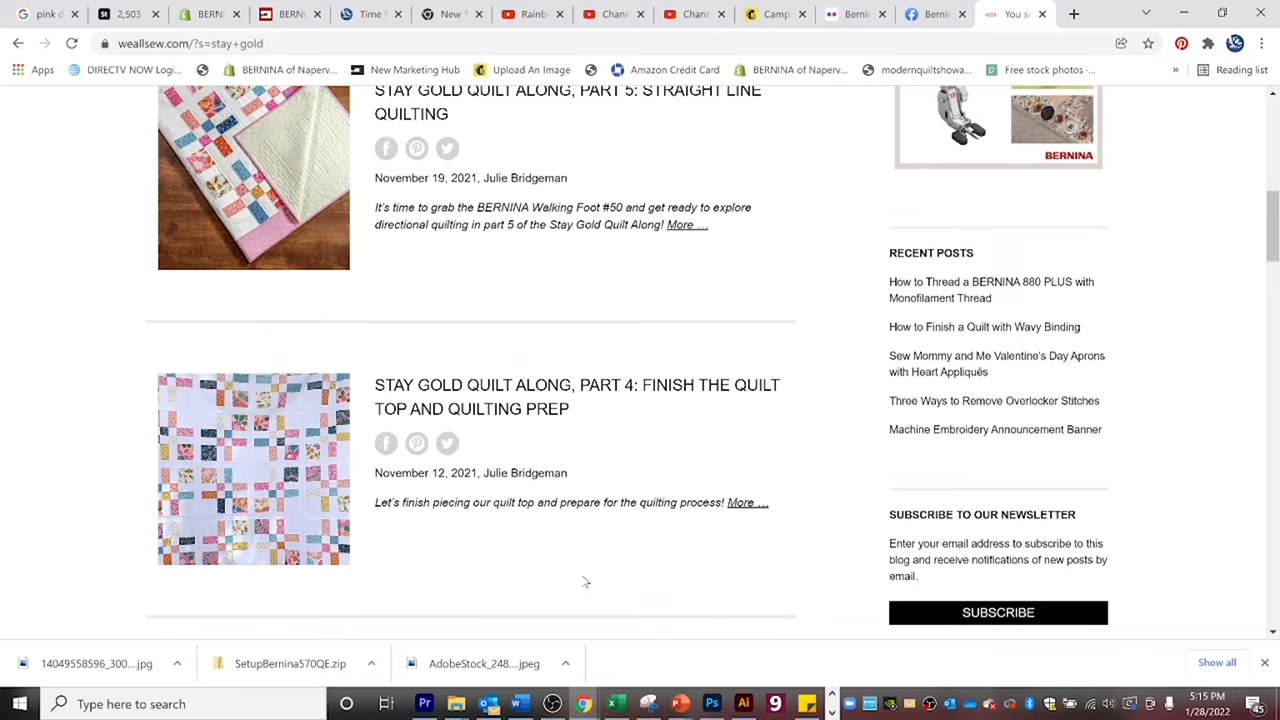 pink d
2,503
BERNI
BERNI
Time f
New T
Rainb
Chann
Chann
Camp
Berni
Berni
You s
weallsew.com/?s=stay+gold
Apps
DIRECTV NOW Logi...
BERNINA of Naperv...
New Marketing Hub
Upload An Image
Amazon Credit Card
BERNINA of Naperv...
modernquiltshowa...
Free stock photos ·...
»
Reading list
STAY GOLD QUILT ALONG, PART 5: STRAIGHT LINE
QUILTING
November 19, 2021, Julie Bridgeman
It's time to grab the BERNINA Walking Foot #50 and get ready to explore
directional quilting in part 5 of the Stay Gold Quilt Along! More …
STAY GOLD QUILT ALONG, PART 4: FINISH THE QUILT
TOP AND QUILTING PREP
November 12, 2021, Julie Bridgeman
Let's finish piecing our quilt top and prepare for the quilting process! More …
BERNINA
RECENT POSTS
How to Thread a BERNINA 880 PLUS with
Monofilament Thread
How to Finish a Quilt with Wavy Binding
Sew Mommy and Me Valentine's Day Aprons
with Heart Appliqués
Three Ways to Remove Overlocker Stitches
Machine Embroidery Announcement Banner
SUBSCRIBE TO OUR NEWSLETTER
Enter your email address to subscribe to this
blog and receive notifications of new posts by
email.
SUBSCRIBE
14049558596_300....jpg
SetupBernina570QE.zip
AdobeStock_248....jpeg
Show all
Type here to search
5:15 PM
1/28/2022
45